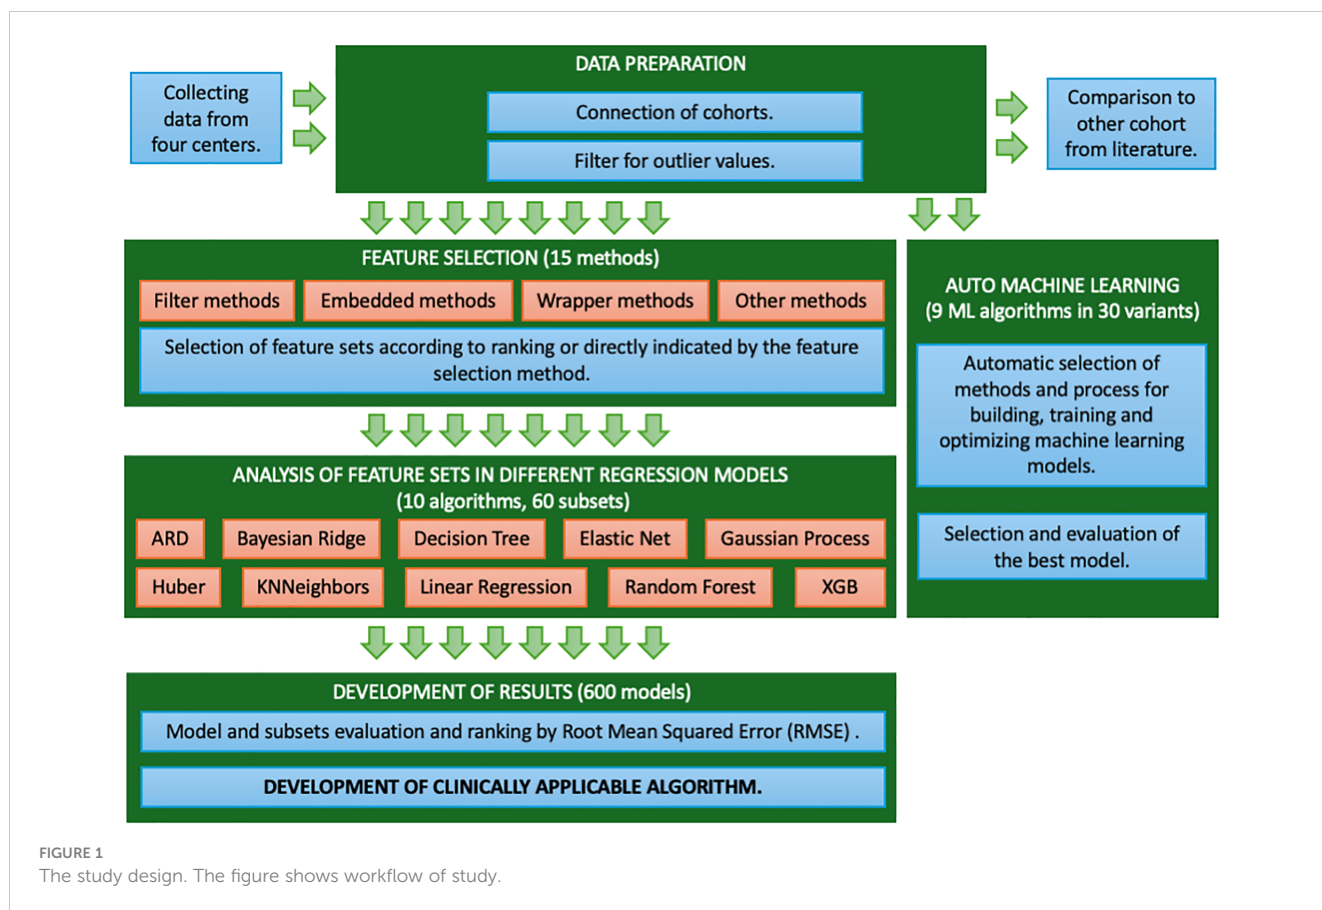 Collecting
data from
four centers.
DATA PREPARATION
Connection of cohorts.
Filter for outlier values.
Comparison to
other cohort
from literature.
FEATURE SELECTION (15 methods)
Filter methods
Embedded methods
Wrapper methods
Other methods
Selection of feature sets according to ranking or directly indicated by the feature
selection method.
AUTO MACHINE LEARNING
(9 ML algorithms in 30 variants)
Automatic selection of
methods and process for
building, training and
optimizing machine learning
models.
Selection and evaluation of
the best model.
ANALYSIS OF FEATURE SETS IN DIFFERENT REGRESSION MODELS
(10 algorithms, 60 subsets)
ARD
Bayesian Ridge
Decision Tree
Elastic Net
Gaussian Process
Huber
KNNeighbors
Linear Regression
Random Forest
XGB
DEVELOPMENT OF RESULTS (600 models)
Model and subsets evaluation and ranking by Root Mean Squared Error (RMSE) .
DEVELOPMENT OF CLINICALLY APPLICABLE ALGORITHM.
FIGURE 1
The study design. The figure shows workflow of study.